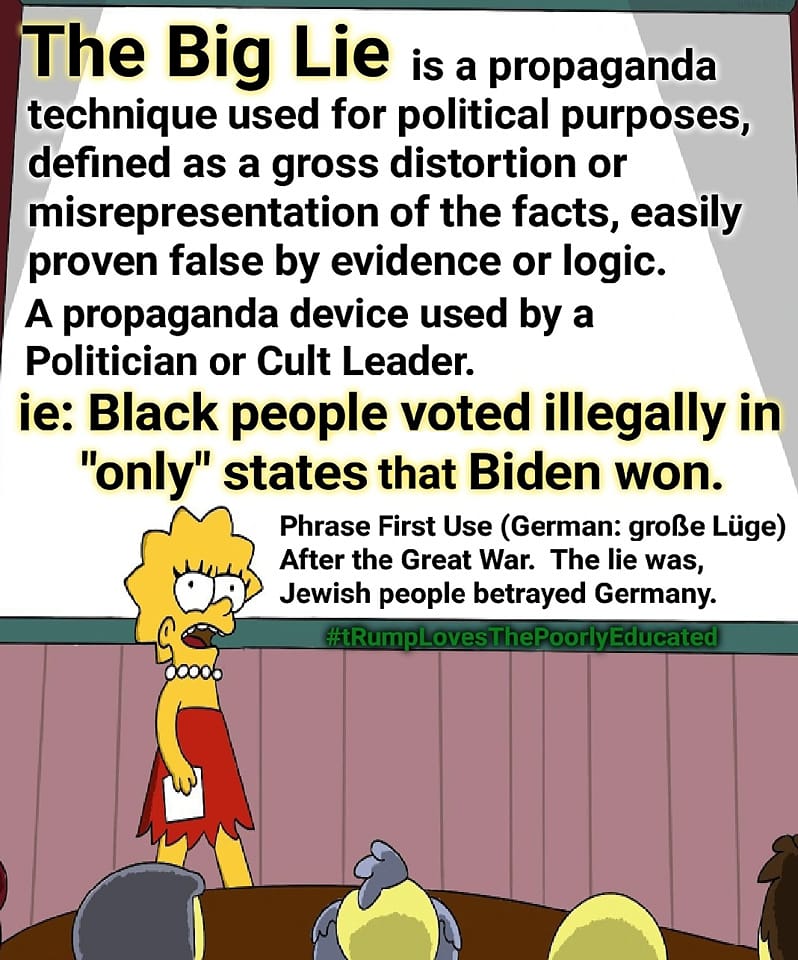 The Big Lie is a propaganda
technique used for political purposes,
defined as a gross distortion or
misrepresentation of the facts, easily
proven false by evidence or logic.
A propaganda device used by a
Politician or Cult Leader.
ie: Black people voted illegally in
"only" states that Biden won.
Phrase First Use (German: große Lüge)
After the Great War. The lie was,
Jewish people betrayed Germany.
#tRumpLovesThePoorlyEducated